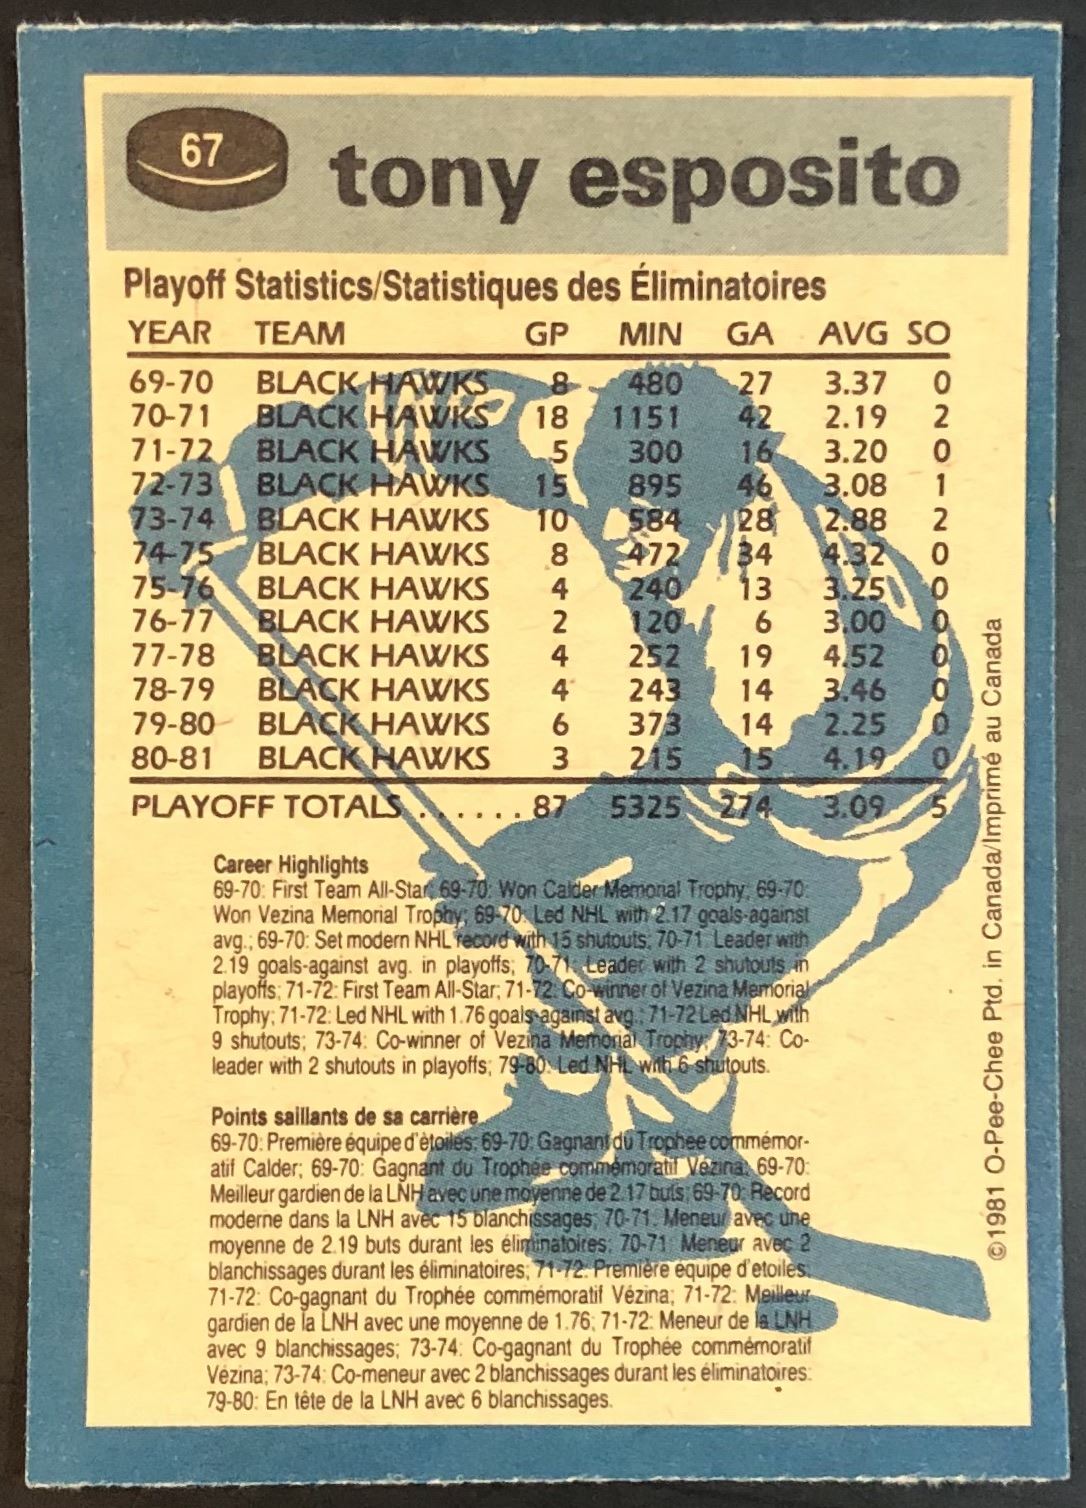 67
tony esposito
Playoff Statistics/Statistiques des Éliminatoires
YEAR TEAM GP MIN GA AVG SO
69-70 BLACK HAWKS 8 480 27 3.37 0
70-71 BLACK HAWKS 18 1151 42 2.19 2
71-72 BLACK HAWKS 5 300 16 3.20 0
72-73 BLACK HAWKS 15 895 46 3.08 1
73-74 BLACK HAWKS 10 584 28 2.88 2
74-75 BLACK HAWKS 8 472 34 4.32 0
75-76 BLACK HAWKS 4 240 13 3.25 0
76-77 BLACK HAWKS 2 120 6 3.00 0
77-78 BLACK HAWKS 4 252 19 4.52 0
78-79 BLACK HAWKS 4 243 14 3.46 0
79-80 BLACK HAWKS 6 373 14 2.25 0
80-81 BLACK HAWKS 3 215 15 4.19 0
PLAYOFF TOTALS ...... 87 5325 274 3.09 5
Career Highlights
69-70: First Team All-Star; 69-70: Won Calder Memorial Trophy; 69-70:
Won Vezina Memorial Trophy; 69-70: Led NHL with 2.17 goals-against
avg.; 69-70: Set modern NHL record with 15 shutouts; 70-71: Leader with
2.19 goals-against avg. in playoffs; 70-71: Leader with 2 shutouts in
playoffs; 71-72: First Team All-Star; 71-72: Co-winner of Vezina Memorial
Trophy; 71-72: Led NHL with 1.76 goals-against avg.; 71-72 Led NHL with
9 shutouts; 73-74: Co-winner of Vezina Memorial Trophy; 73-74: Co-
leader with 2 shutouts in playoffs; 79-80: Led NHL with 6 shutouts.
Points saillants de sa carrière
69-70: Première équipe d'ètoiles; 69-70: Gagnant du Trophée commémor-
atif Calder; 69-70: Gagnant du Trophée commémoratif Vézina; 69-70:
Meilleur gardien de la LNH avec une moyenne de 2.17 buts; 69-70: Record
moderne dans la LNH avec 15 blanchissages; 70-71: Meneur avec une
moyenne de 2.19 buts durant les éliminatoires; 70-71: Meneur avec 2
blanchissages durant les éliminatoires; 71-72: Première équipe d'etoiles;
71-72: Co-gagnant du Trophée commémoratif Vézina; 71-72: Meilleur
gardien de la LNH avec une moyenne de 1.76; 71-72: Meneur de la LNH
avec 9 blanchissages; 73-74: Co-gagnant du Trophée commémoratif
Vézina; 73-74: Co-meneur avec 2 blanchissages durant les éliminatoires:
79-80: En tête de la LNH avec 6 blanchissages.
©1981 O-Pee-Chee Ptd. in Canada/Imprimé au Canada